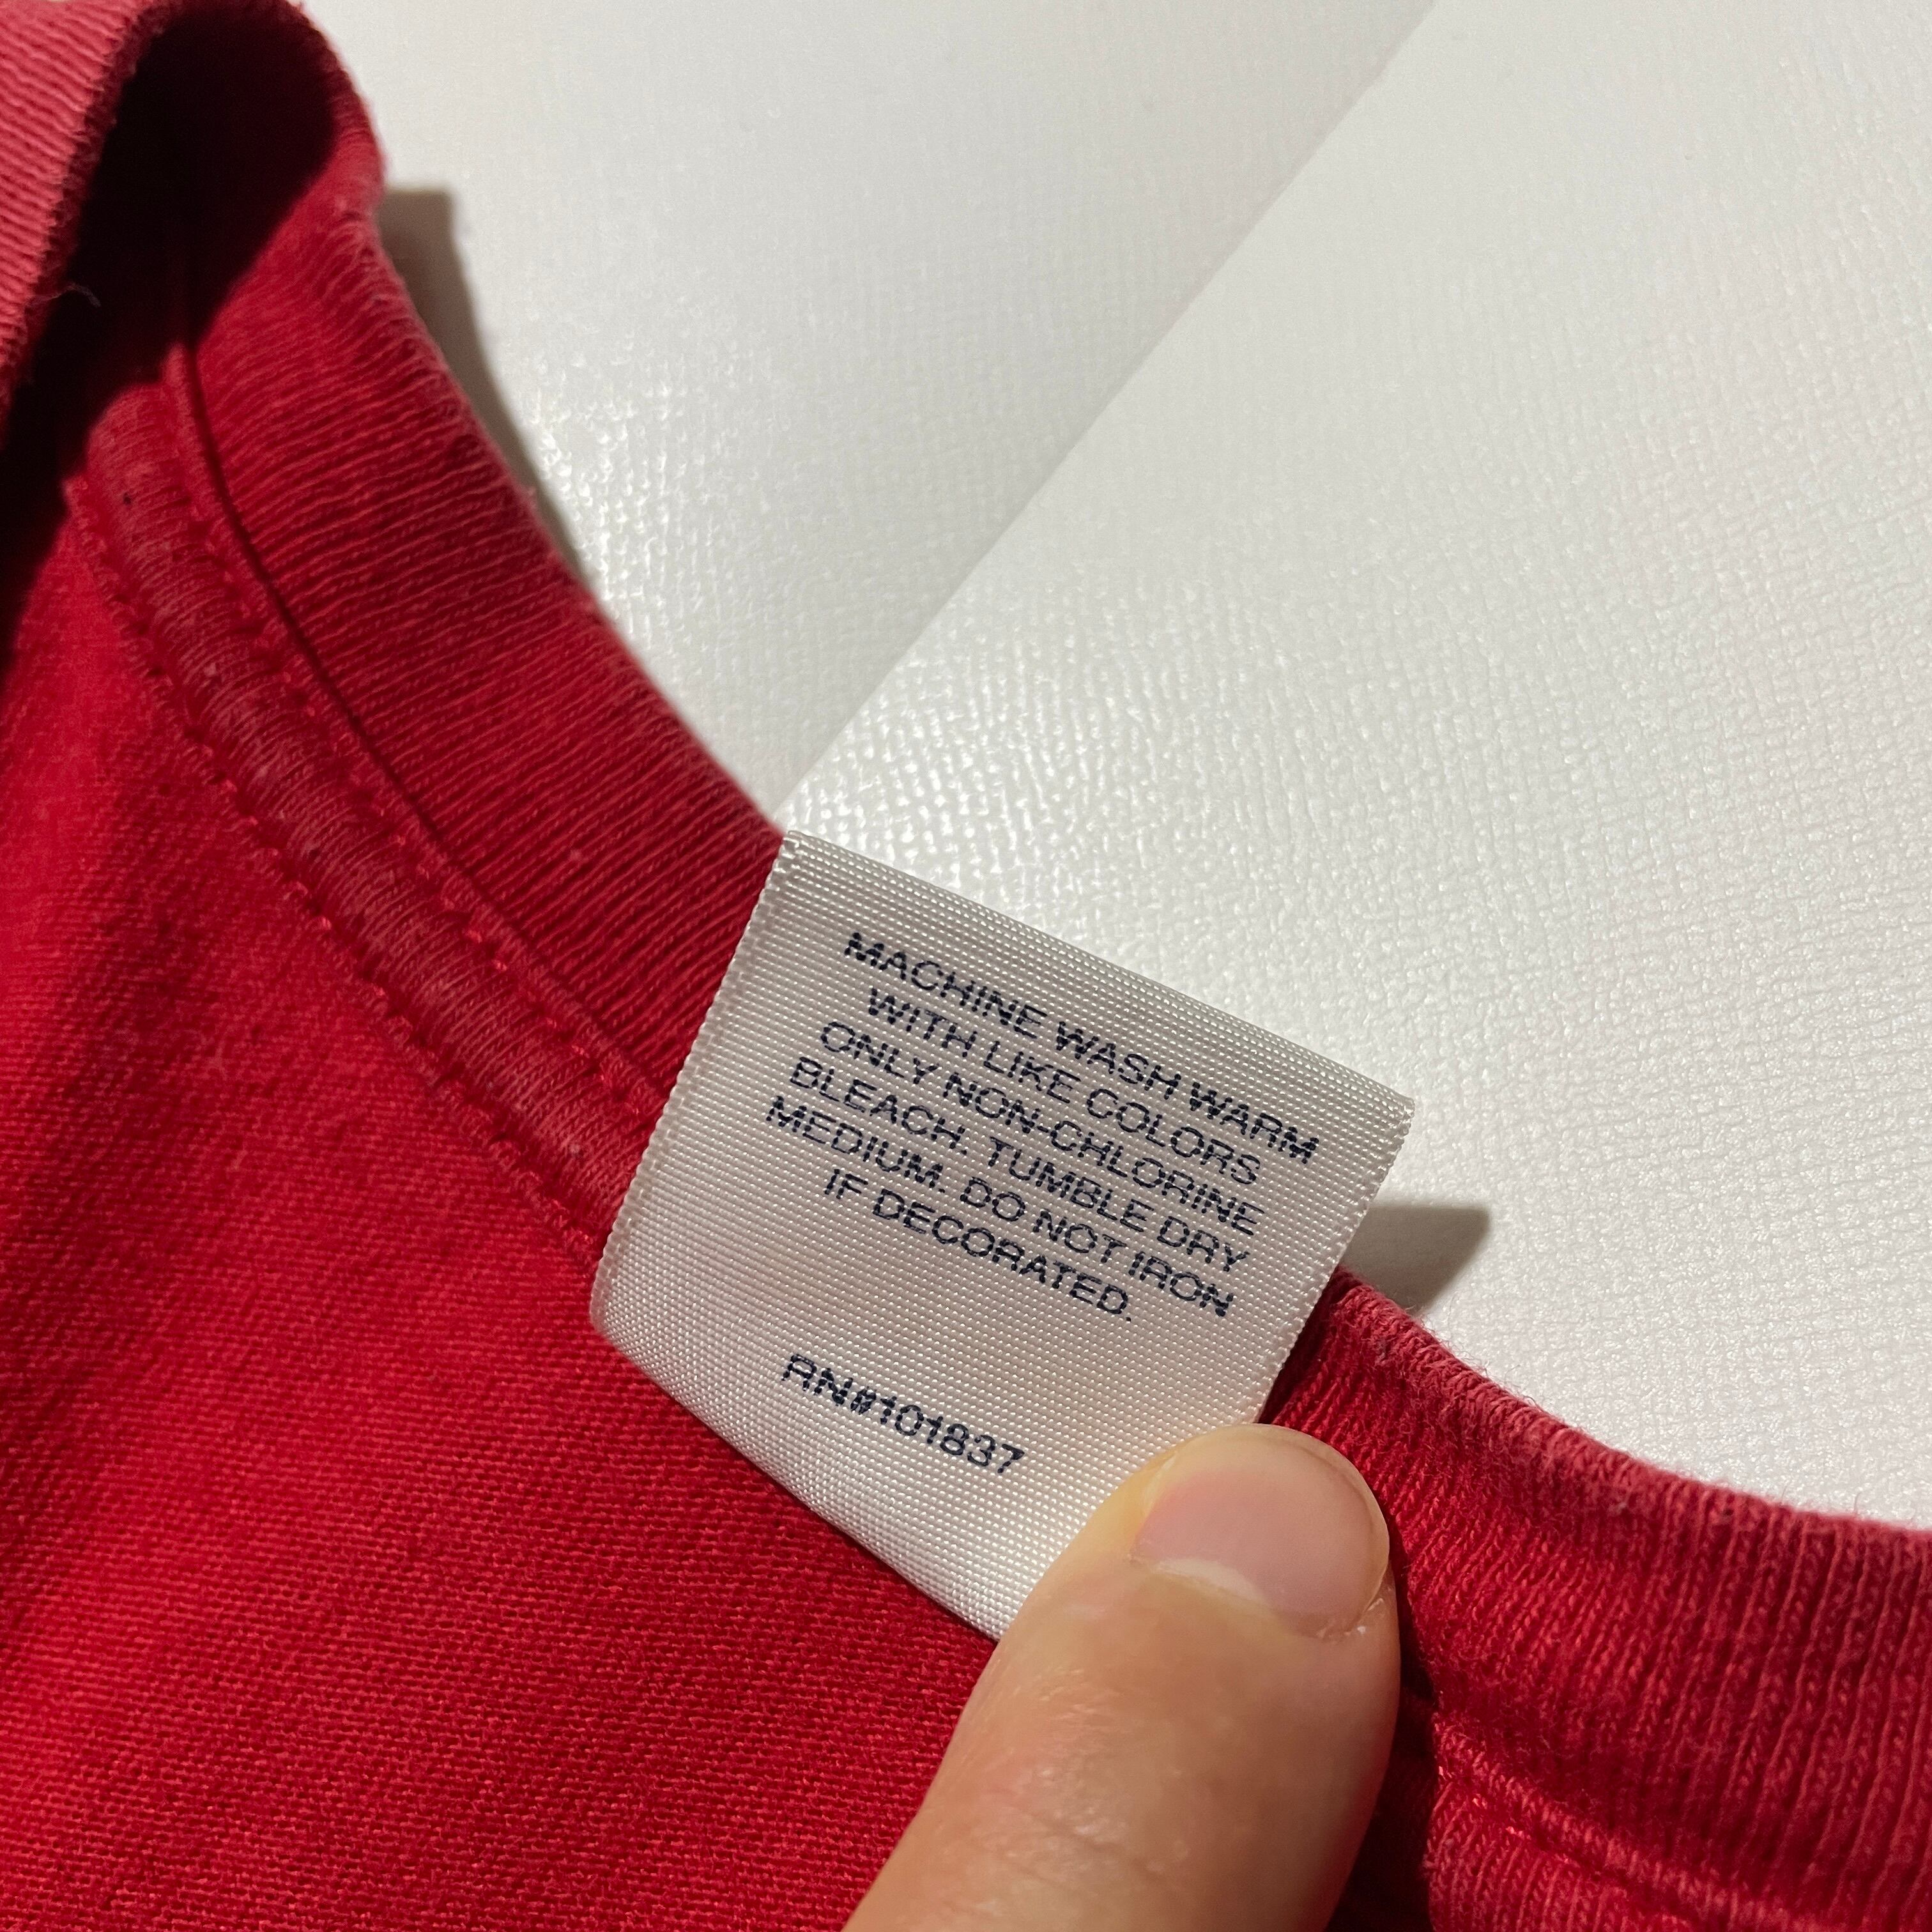 MACHINE WASH WARM
WITH LIKE COLORS
ONLY NON-CHLORINE
BLEACH. TUMBLE DRY
MEDIUM. DO NOT IRON
IF DECORATED.
RN#101837